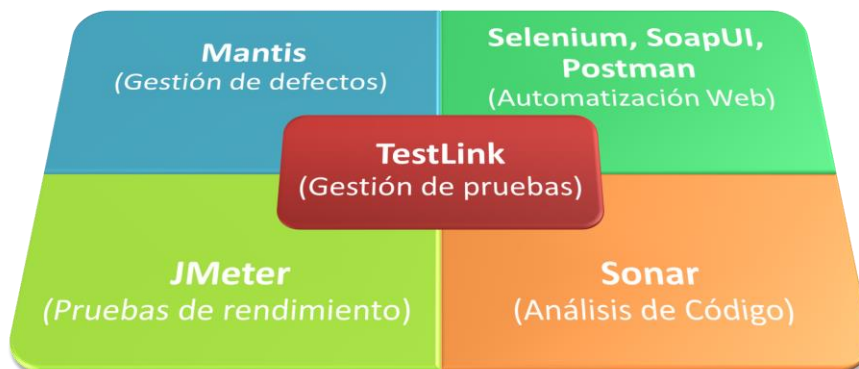 Mantis
(Gestión de defectos)
Selenium, SoapUI,
Postman
(Automatización Web)
TestLink
(Gestión de pruebas)
JMeter
(Pruebas de rendimiento)
Sonar
(Análisis de Código)